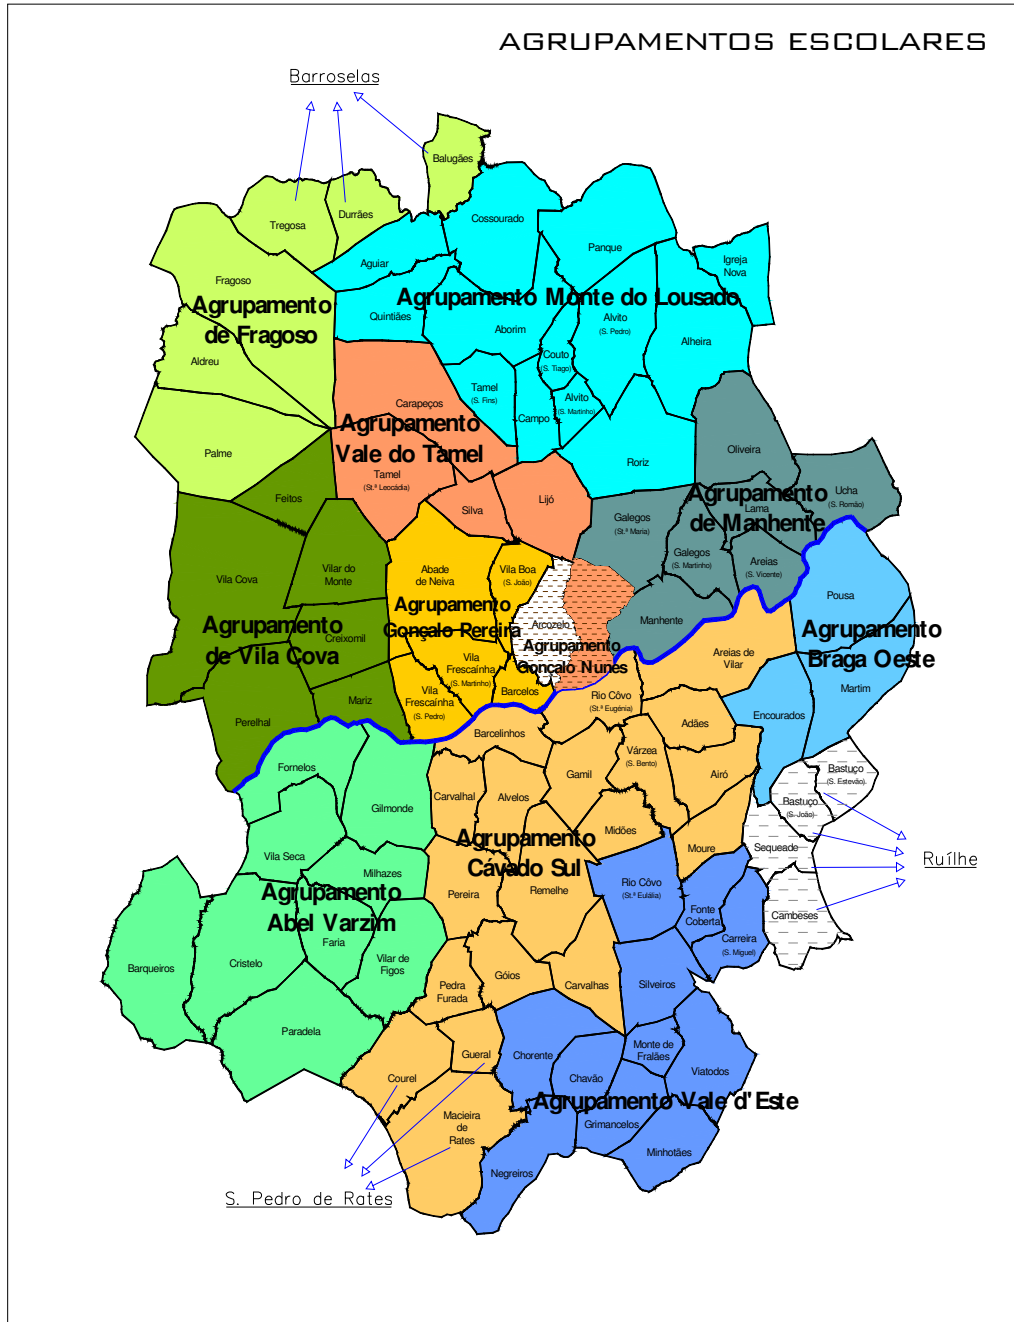 AGRUPAMENTOS ESCOLARES
Barroselas
Balugães
Tregosa
Durrães
Cossourado
Panque
Igreja
Nova
Aguiar
Fragoso
Agrupamento
de Fragoso
Agrupamento Monte do Lousado
Quintiães
Aborim
Alvito
(S. Pedro)
Alheira
Aldreu
Couto
(S. Tiago)
Tamel
(S. Fins)
Campo
Alvito
(S. Martinho)
Carapeços
Agrupamento
Vale do Tamel
Palme
Tamel
(St.ª Leocádia)
Roriz
Oliveira
Feitos
Silva
Lijó
Ucha
(S. Romão)
Agrupamento
de Manhente
Lama
Galegos
(St.ª Maria)
Galegos
(S. Martinho)
Areias
(S. Vicente)
Vila Cova
Vilar do
Monte
Abade
de Neiva
Vila Boa
(S. João)
Pousa
Agrupamento
Gonçalo Pereira
Arcozelo
Manhente
Agrupamento
de Vila Cova
Creixomil
Agrupamento
Gonçalo Nunes
Agrupamento
Braga Oeste
Areias de
Vilar
Vila
Frescaínha
(S. Martinho)
Vila
Frescaínha
(S. Pedro)
Barcelos
Rio Côvo
(St.ª Eugénia)
Martim
Mariz
Perelhal
Barcelinhos
Adães
Encourados
Fornelos
Várzea
(S. Bento)
Gamil
Airó
Bastuço
(S. Estevão)
Gilmonde
Carvalhal
Alvelos
Bastuço
(S. João)
Midões
Moure
Sequeade
Ruílhe
Agrupamento
Cávado Sul
Vila Seca
Milhazes
Agrupamento
Abel Varzim
Pereira
Remelhe
Rio Côvo
(St.ª Eulália)
Fonte
Coberta
Cambeses
Carreira
(S. Miguel)
Faria
Barqueiros
Cristelo
Vilar de
Figos
Pedra
Furada
Góios
Carvalhas
Silveiros
Paradela
Gueral
Chorente
Monte de
Fralães
Viatodos
Courel
Chavão
Agrupamento Vale d'Este
Macieira
de
Rates
Grimancelos
Minhotães
Negreiros
S. Pedro de Rates